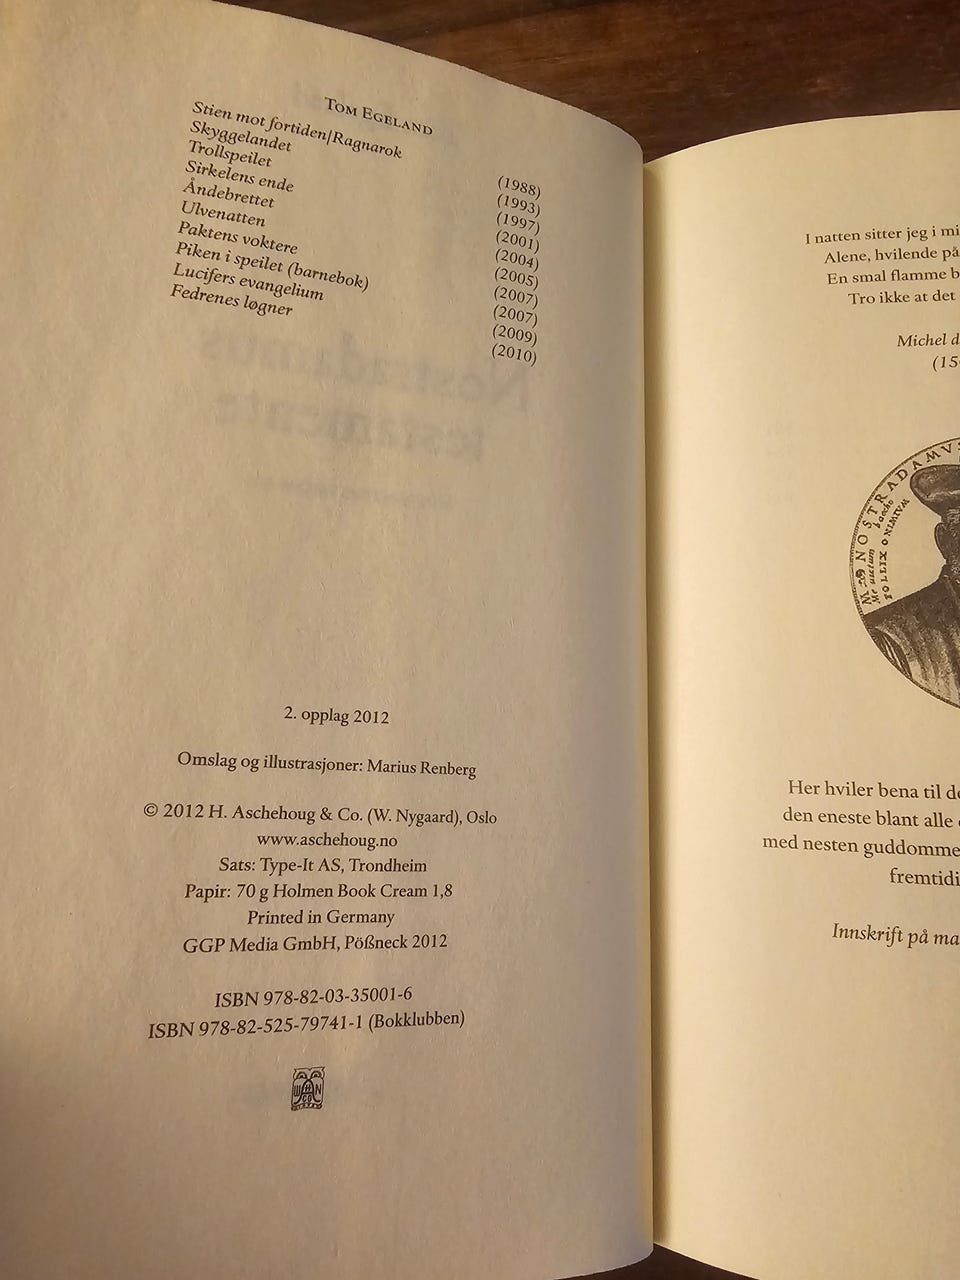 TOM EGELAND
Stien mot fortiden/Ragnarok (1988)
Skyggelandet (1993)
Trollspeilet (1997)
Sirkelens ende (2001)
Åndebrettet (2004)
Ulvenatten (2005)
Paktens voktere (2007)
Piken i speilet (barnebok) (2007)
Lucifers evangelium (2009)
Fedrenes løgner (2010)
Nostradamus
testamente
2. opplag 2012
Omslag og illustrasjoner: Marius Renberg
© 2012 H. Aschehoug & Co. (W. Nygaard), Oslo
www.aschehoug.no
Sats: Type-It AS, Trondheim
Papir: 70 g Holmen Book Cream 1,8
Printed in Germany
GGP Media GmbH, Pößneck 2012
ISBN 978-82-03-35001-6
ISBN 978-82-525-79741-1 (Bokklubben)
I natten sitter jeg i mi
Alene, hvilende på
En smal flamme b
Tro ikke at det
Michel d
(15
NOSTRADAMVS
Her hviler bena til de
den eneste blant alle
med nesten guddomme
fremtidi
Innskrift på ma